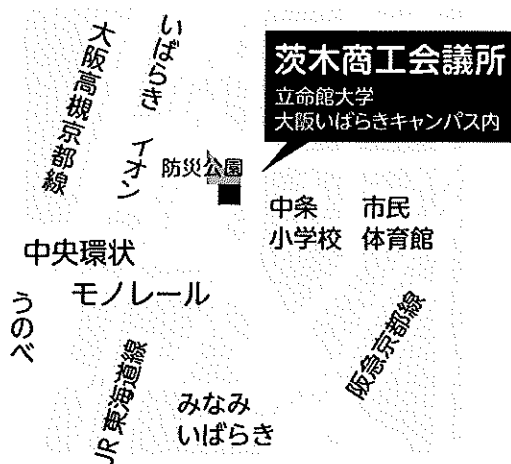 大阪高槻京都線
いばらき
イオン
茨木商工会議所
立命館大学
大阪いばらきキャンパス内
防災公園
中条
小学校
市民
体育館
中央環状
モノレール
うのべ
JR東海道線
みなみ
いばらき
阪急京都線